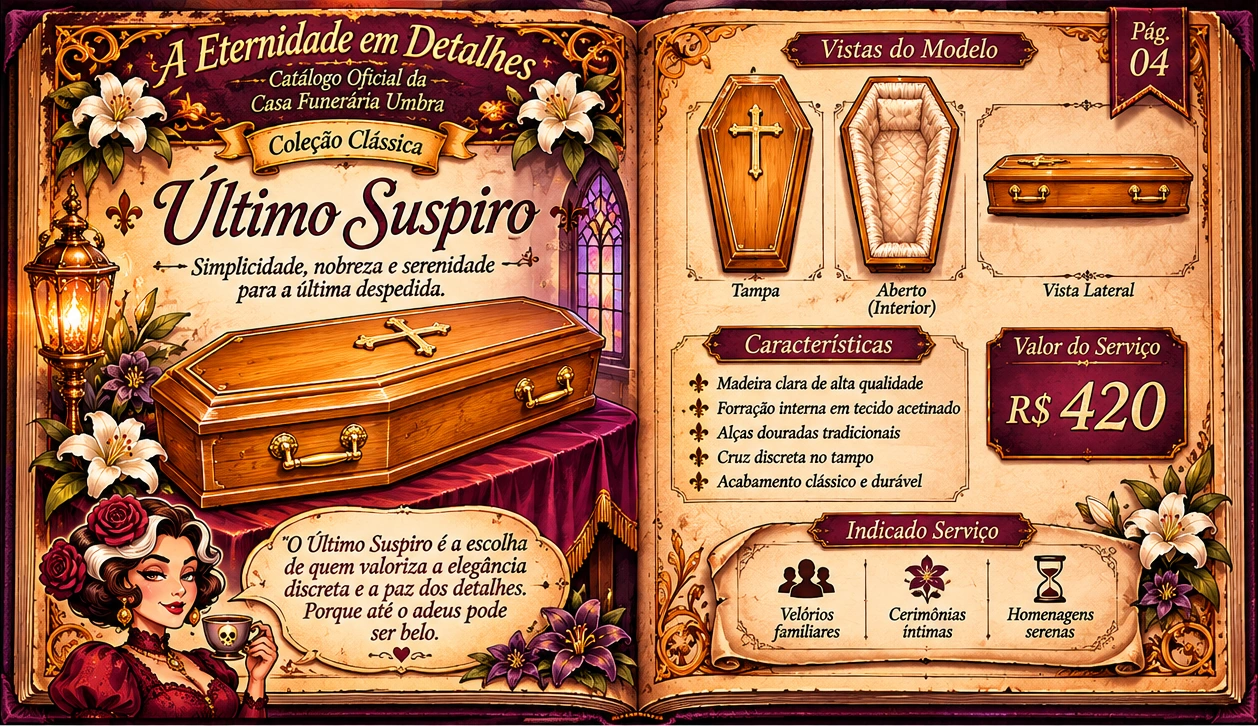 A Eternidade em Detalhes
Catálogo Oficial da
Casa Funerária Umbra
Coleção Clássica
Último Suspiro
Simplicidade, nobreza e serenidade
para a última despedida.
"O Último Suspiro é a escolha
de quem valoriza a elegância
discreta e a paz dos detalhes.
Porque até o adeus pode
ser belo.
Pág.
04
Vistas do Modelo
Tampa
Aberto
(Interior)
Vista Lateral
Características
Madeira clara de alta qualidade
Forração interna em tecido acetinado
Alças douradas tradicionais
Cruz discreta no tampo
Acabamento clássico e durável
Valor do Serviço
R$ 420
Indicado Serviço
Velórios
familiares
Cerimônias
íntimas
Homenagens
serenas